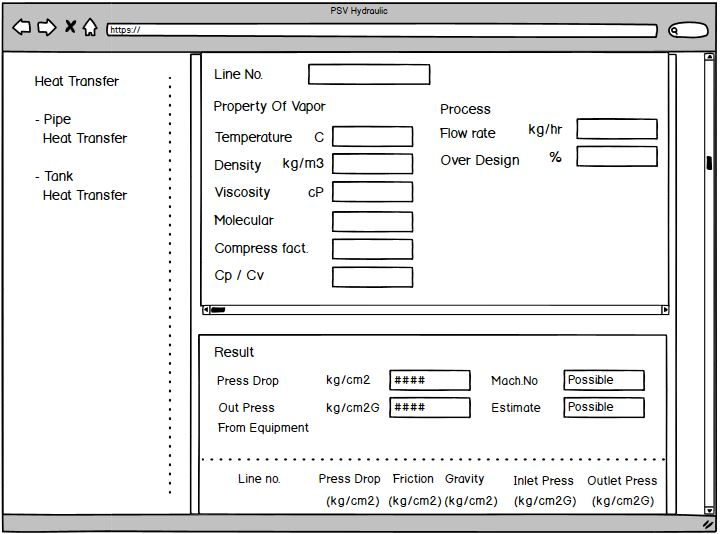 PSV Hydraulic
https://
Heat Transfer
- Pipe
Heat Transfer
- Tank
Heat Transfer
Line No.
Property Of Vapor
Temperature C
Density kg/m3
Viscosity cP
Molecular
Compress fact.
Cp / Cv
Process
Flow rate kg/hr
Over Design %
Result
Press Drop kg/cm2 #### Mach.No Possible
Out Press kg/cm2G #### Estimate Possible
From Equipment
Line no. Press Drop Friction Gravity Inlet Press Outlet Press
(kg/cm2) (kg/cm2) (kg/cm2) (kg/cm2G) (kg/cm2G)